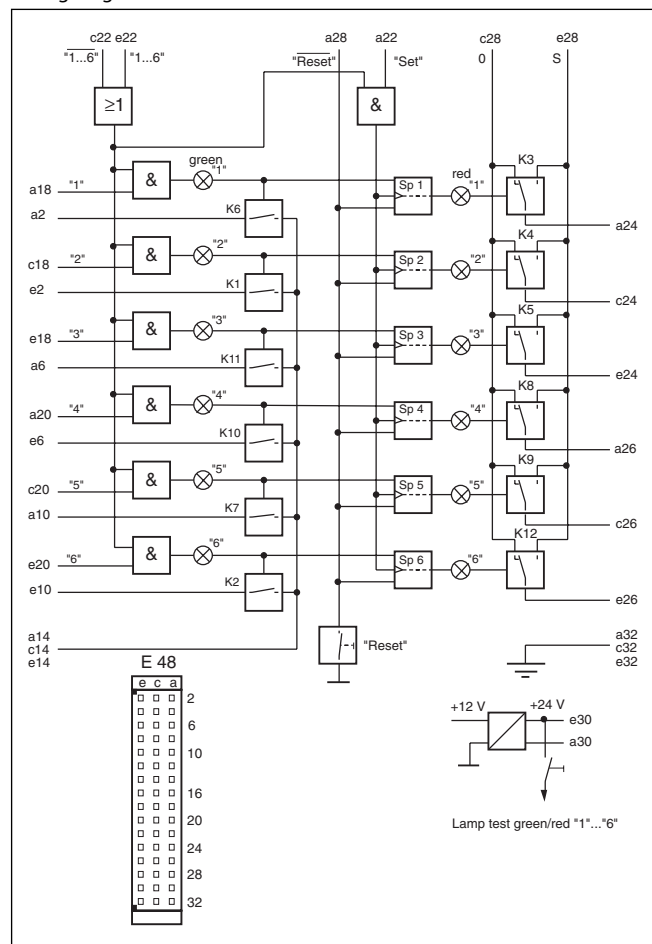 c22 e22 a28 a22 c28 e28
"1...6" "1...6" "Reset" "Set" 0 S
≥1 &
green "1" red "1" K3
a18 "1" & Sp 1
a2 K6 a24
"2" K4
c18 "2" & Sp 2 "2"
e2 K1 c24
"3" K5
e18 "3" & Sp 3 "3"
a6 K11 e24
"4" K8
a20 "4" & Sp 4 "4"
e6 K10 a26
"5" K9
c20 "5" & Sp 5 "5"
a10 K7 c26
"6" K12
e20 "6" & Sp 6 "6"
e10 K2 e26
a14 a32
c14 "Reset" c32
e14 e32
E 48
e c a
2
6
10
16
20
24
28
32
+12 V +24 V
e30
a30
Lamp test green/red "1"..."6"